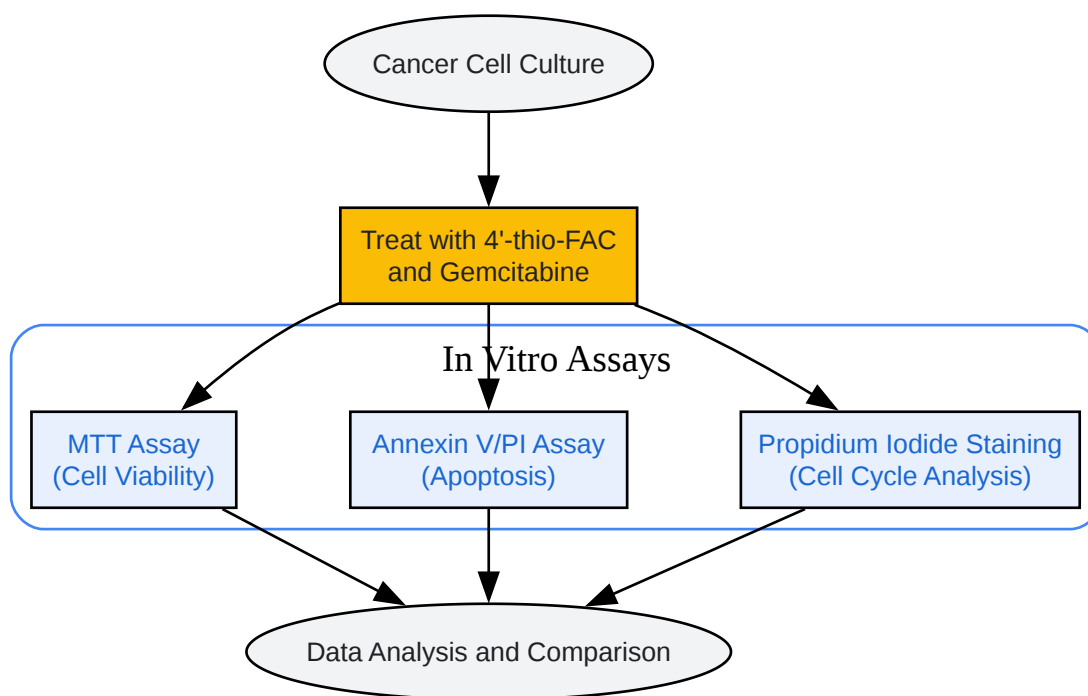 Cancer Cell Culture
Treat with 4'-thio-FAC
and Gemcitabine
In Vitro Assays
MTT Assay
(Cell Viability)
Annexin V/PI Assay
(Apoptosis)
Propidium Iodide Staining
(Cell Cycle Analysis)
Data Analysis and Comparison